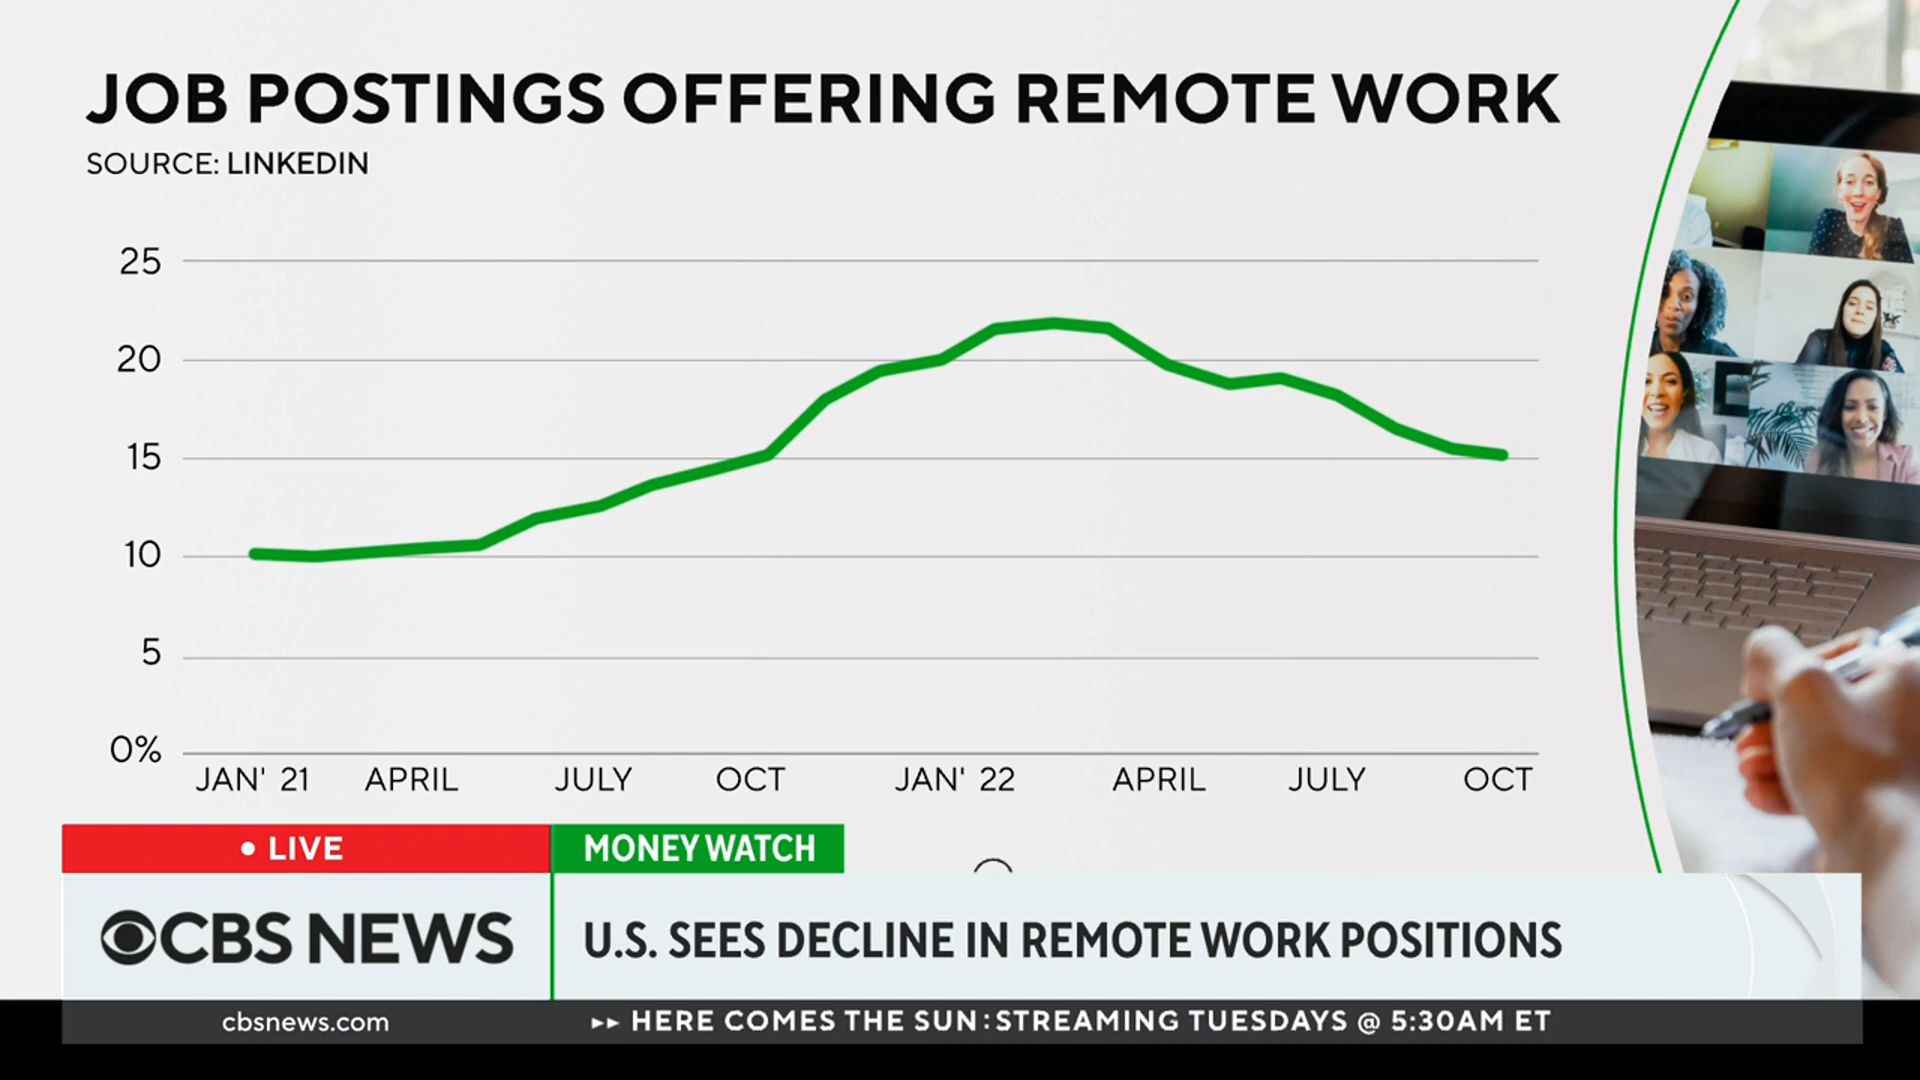 JOB POSTINGS OFFERING REMOTE WORK
SOURCE: LINKEDIN
25
20
15
10
5
0%
JAN' 21 APRIL JULY OCT JAN' 22 APRIL JULY OCT
• LIVE
MONEY WATCH
CBS NEWS
U.S. SEES DECLINE IN REMOTE WORK POSITIONS
cbsnews.com
HERE COMES THE SUN: STREAMING TUESDAYS @ 5:30AM ET